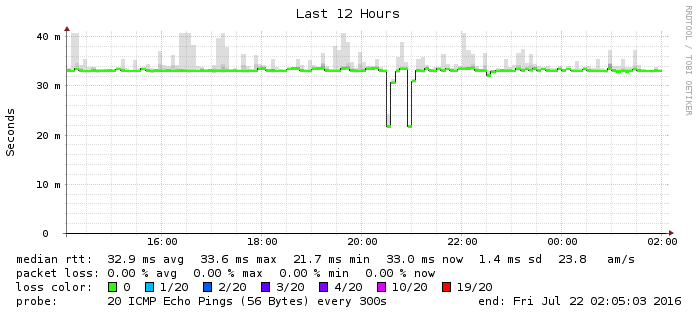 Last 12 Hours
RRDTOOL / TOBI OETIKER
Seconds
40 m
30 m
20 m
10 m
0
16:00 18:00 20:00 22:00 00:00 02:00
median rtt: 32.9 ms avg 33.6 ms max 21.7 ms min 33.0 ms now 1.4 ms sd 23.8 am/s
packet loss: 0.00 % avg 0.00 % max 0.00 % min 0.00 % now
loss color: 0 1/20 2/20 3/20 4/20 10/20 19/20
probe: 20 ICMP Echo Pings (56 Bytes) every 300s end: Fri Jul 22 02:05:03 2016